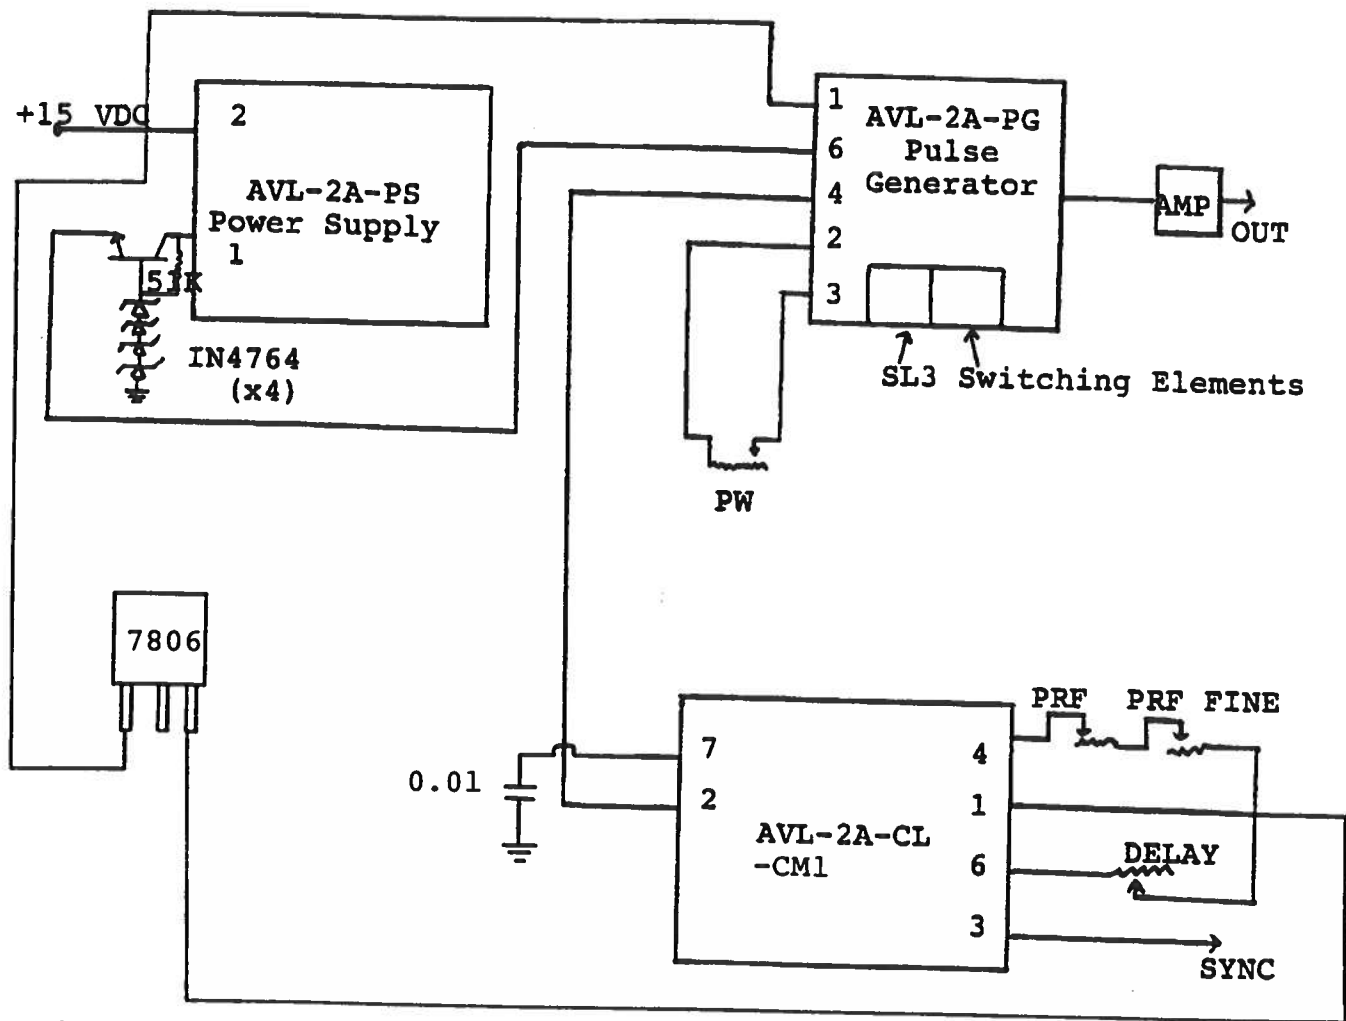 +15 VDC
2
AVL-2A-PS
Power Supply
1
51K
IN4764
(x4)
1
6
4
2
3
AVL-2A-PG
Pulse
Generator
AMP
OUT
SL3 Switching Elements
PW
7806
0.01
7
2
AVL-2A-CL
-CM1
4
1
6
3
PRF
PRF FINE
DELAY
SYNC